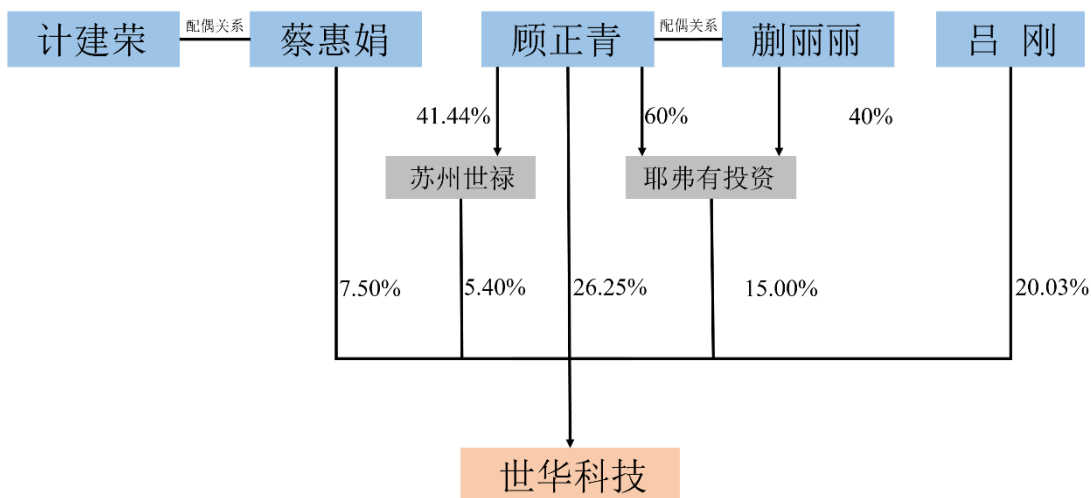 计建荣
配偶关系
蔡惠娟
顾正青
配偶关系
蒯丽丽
吕 刚
41.44%
60%
40%
苏州世禄
耶弗有投资
7.50%
5.40%
26.25%
15.00%
20.03%
世华科技